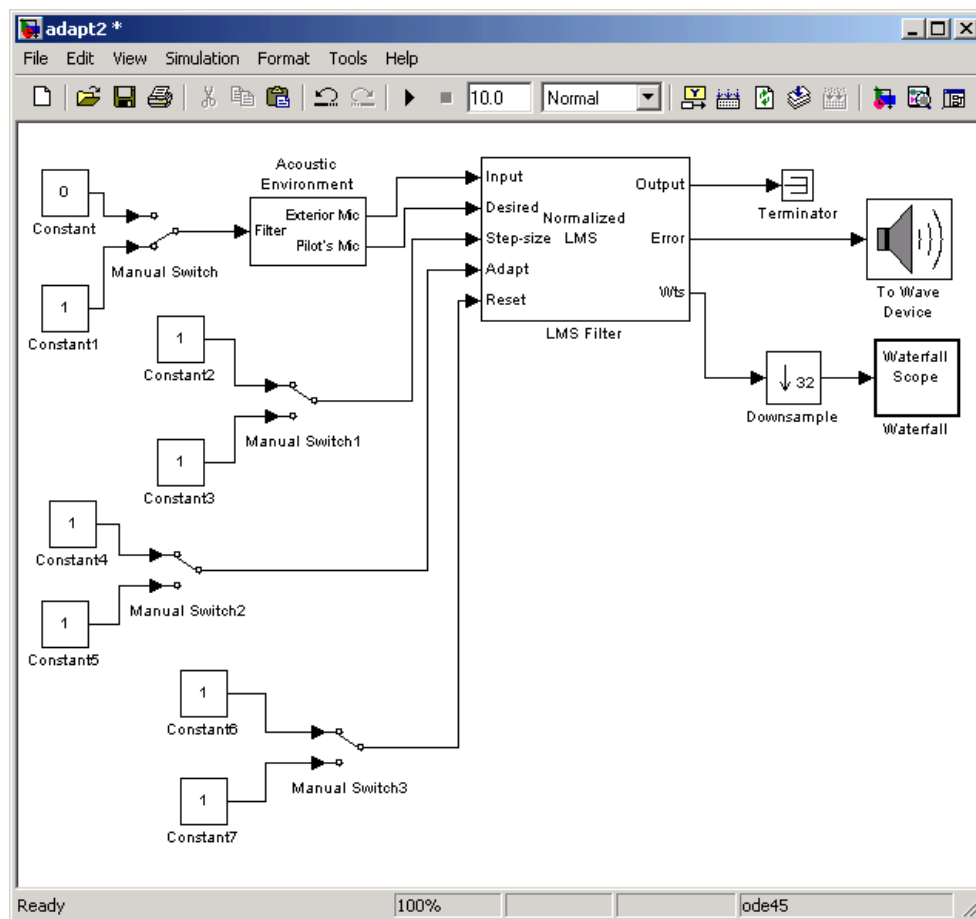 adapt2 *
File Edit View Simulation Format Tools Help
10.0 Normal
Acoustic
Environment
0
Constant
Exterior Mic
Filter
Pilot's Mic
Manual Switch
1
Constant1
Input
Output
Desired
Normalized
Step-size LMS
Error
Adapt
Wts
Reset
LMS Filter
Terminator
To Wave
Device
1
Constant2
Manual Switch1
1
Constant3
32
Downsample
Waterfall
Scope
Waterfall
1
Constant4
Manual Switch2
1
Constant5
1
Constant6
Manual Switch3
1
Constant7
Ready 100% ode45